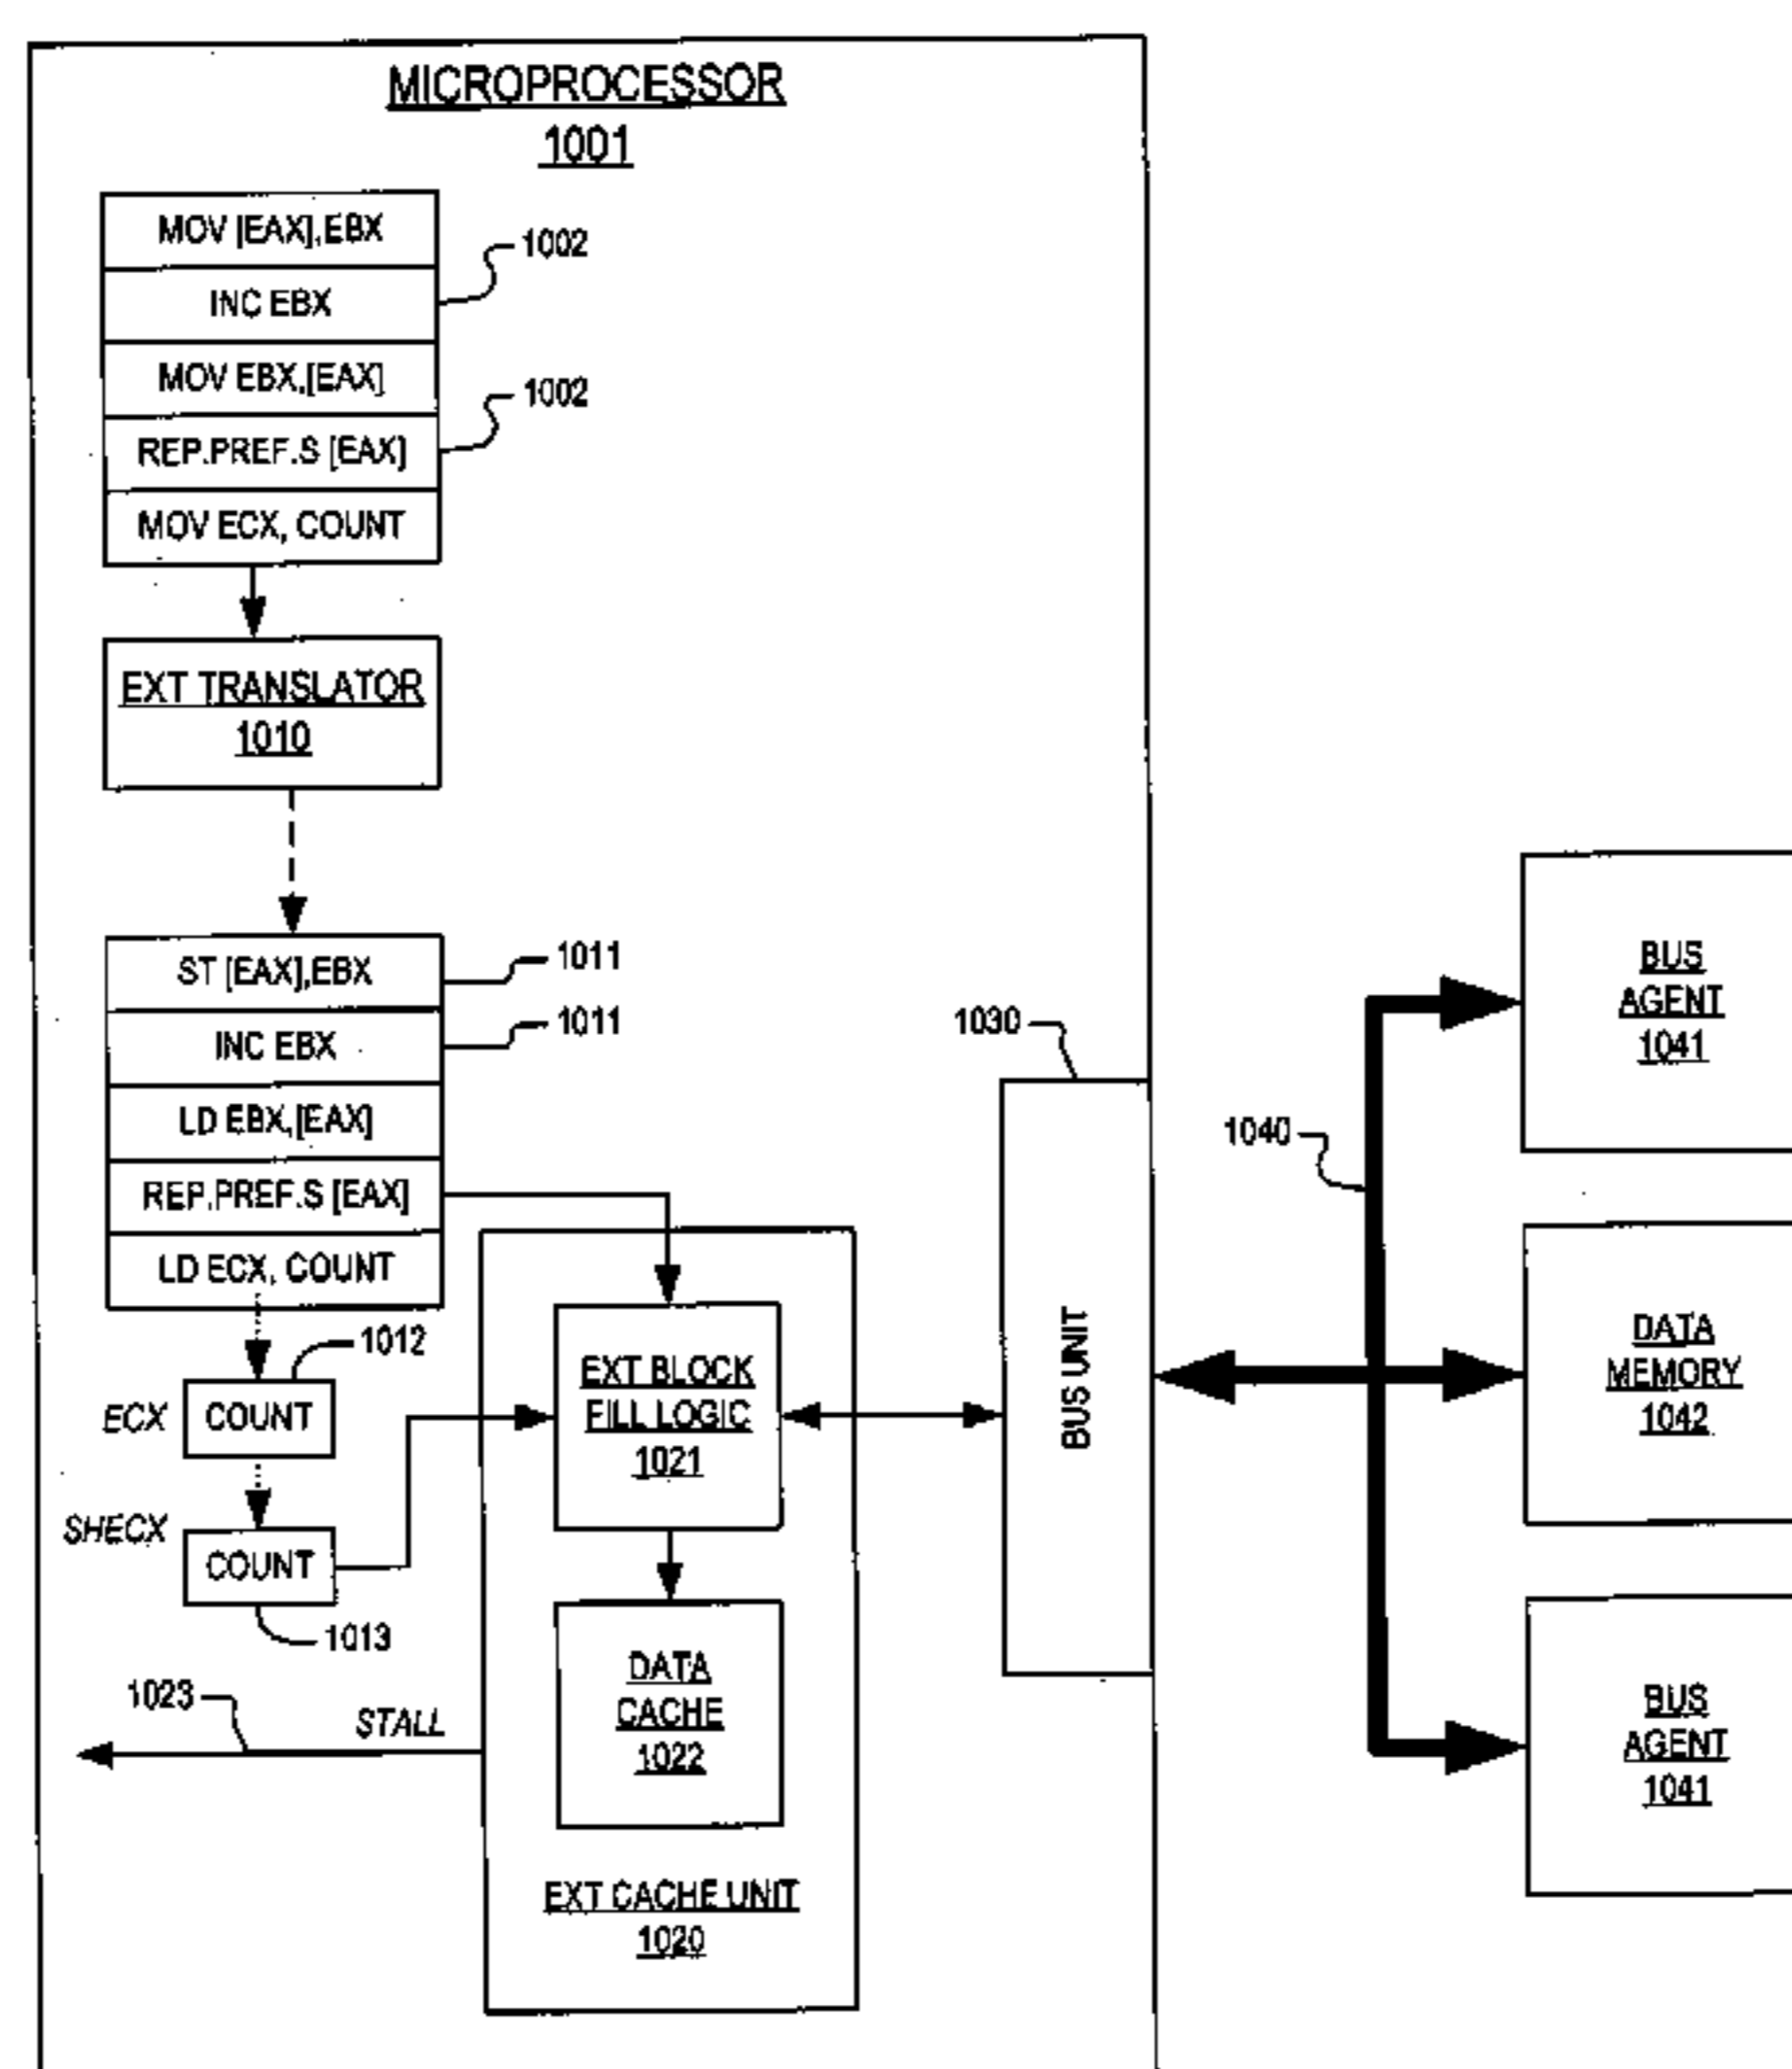 MICROPROCESSOR
1001
MOV [EAX],EBX
1002
INC EBX
MOV EBX,[EAX]
1002
REP.PREF.S [EAX]
MOV ECX, COUNT
EXT TRANSLATOR
1010
ST [EAX],EBX
1011
INC EBX
1011
LD EBX,[EAX]
REP.PREF.S [EAX]
LD ECX, COUNT
1012
ECX
COUNT
SHECX
COUNT
1013
1023
STALL
EXT BLOCK
FILL LOGIC
1021
DATA
CACHE
1022
EXT CACHE UNIT
1020
1030
BUS UNIT
1040
BUS
AGENT
1041
DATA
MEMORY
1042
BUS
AGENT
1041